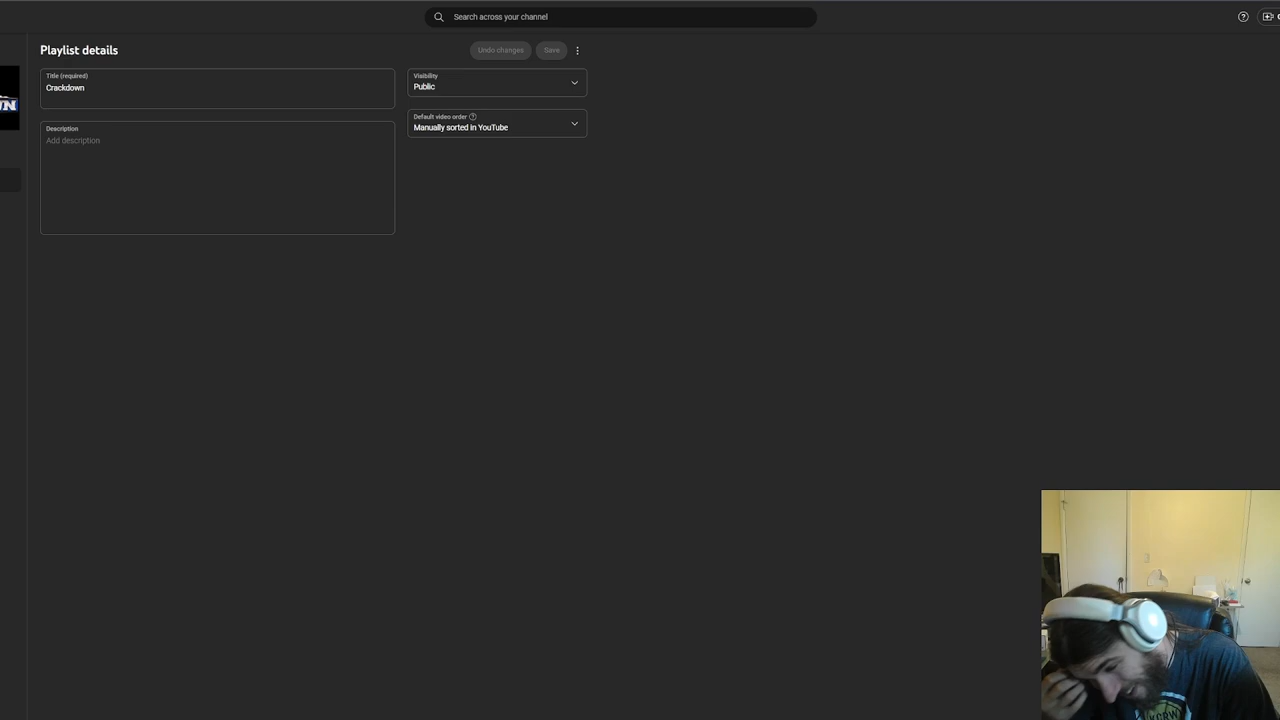 Search across your channel
Playlist details
Undo changes
Save
Title (required)
Crackdown
Visibility
Public
Default video order
Manually sorted in YouTube
Description
Add description